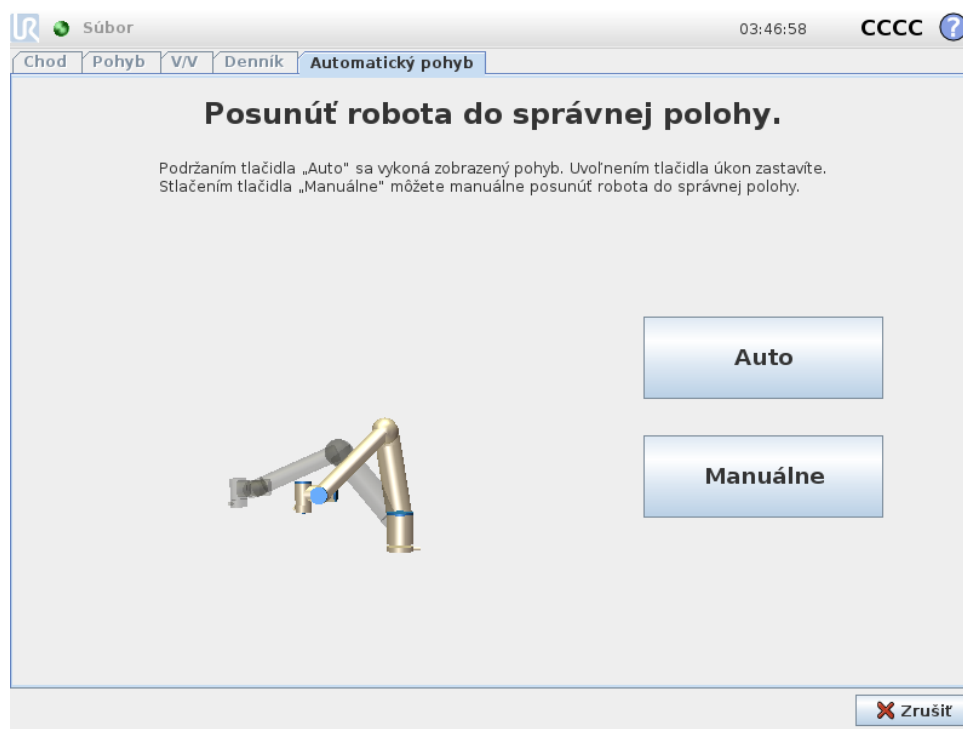 UR Súbor 03:46:58 CCCC ?
Chod Pohyb V/V Denník Automatický pohyb
Posunúť robota do správnej polohy.
Podržaním tlačidla „Auto" sa vykoná zobrazený pohyb. Uvoľnením tlačidla úkon zastavíte.
Stlačením tlačidla „Manuálne" môžete manuálne posunúť robota do správnej polohy.
Auto
Manuálne
Zrušiť